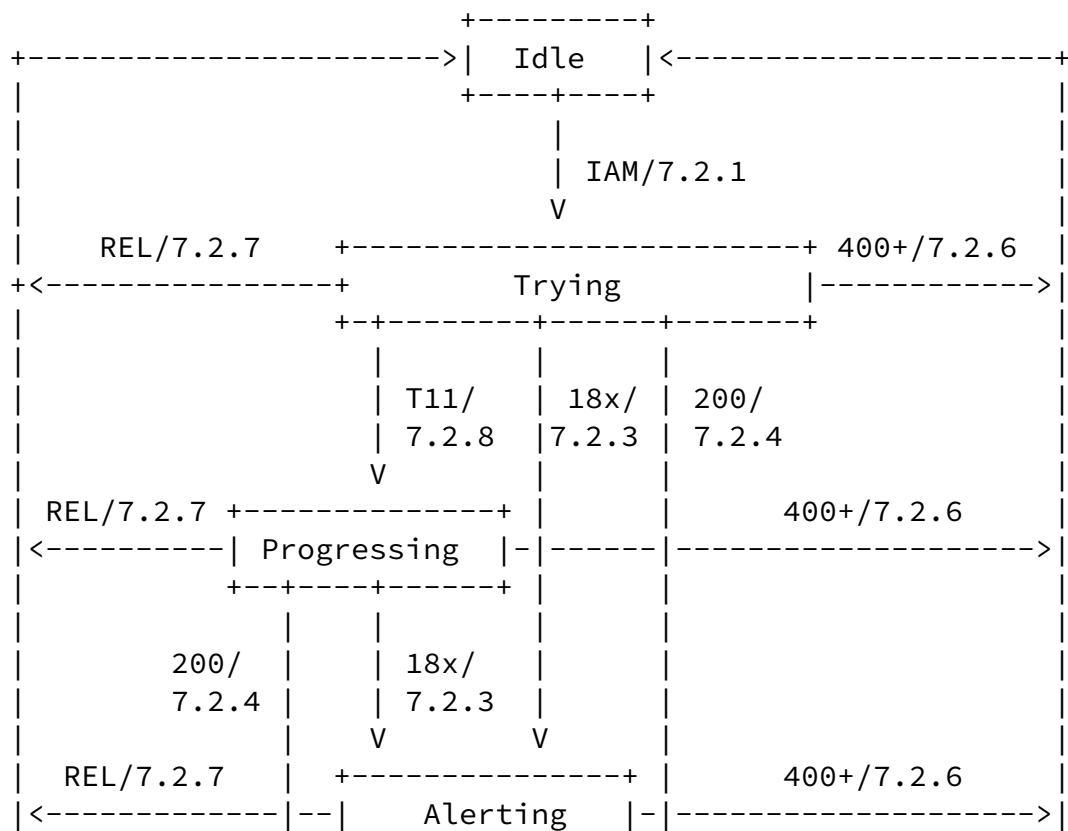 Idle
IAM/7.2.1
REL/7.2.7 400+/7.2.6
Trying
T11/ 18x/ 200/
7.2.8 7.2.3 7.2.4
V
REL/7.2.7 400+/7.2.6
Progressing
200/ 18x/
7.2.4 7.2.3
V V
REL/7.2.7 400+/7.2.6
Alerting